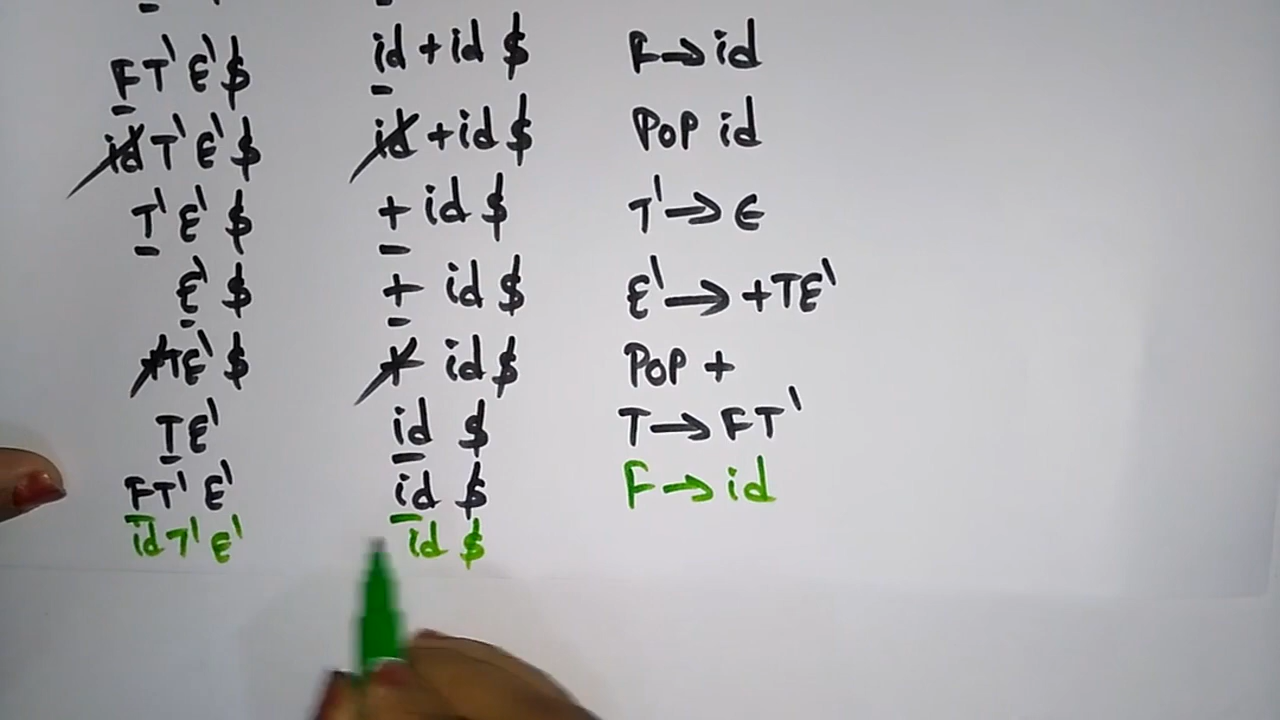 FT'E'$ id+id$ F→id
idT'E'$ id+id$ POP id
T'E'$ +id$ T'→ϵ
E'$ +id$ E'→+TE'
+TE'$ +id$ POP +
TE' id$ T→FT'
FT'E' id$ F→id
idT'E' id$